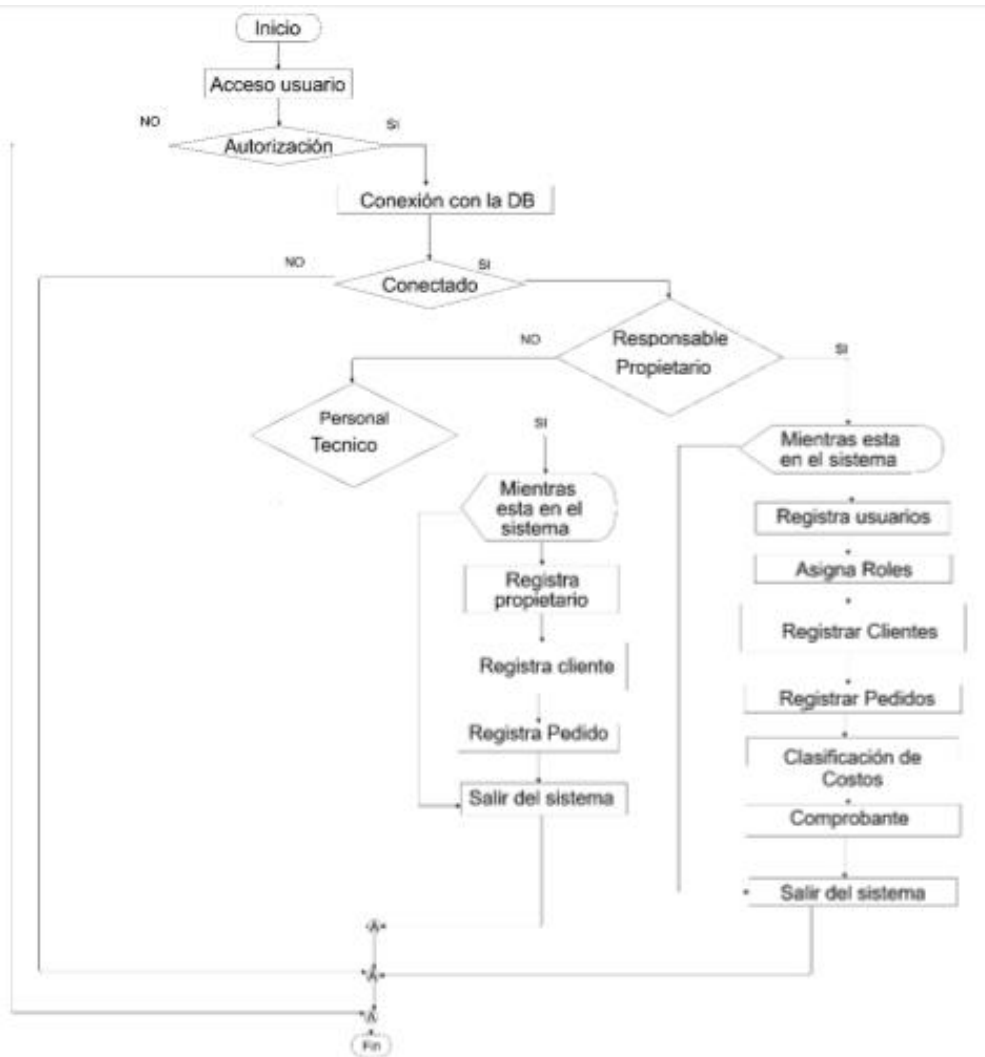 Inicio
Acceso usuario
NO
SI
Autorización
Conexión con la DB
NO
SI
Conectado
NO
Responsable
Propietario
SI
Personal
Tecnico
SI
Mientras esta
en el sistema
Mientras
esta en el
sistema
Registra usuarios
Registra
propietario
Asigna Roles
Registrar Clientes
Registra cliente
Registrar Pedidos
Registra Pedido
Clasificación de
Costos
Salir del sistema
Comprobante
Salir del sistema
A
A
A
Fin